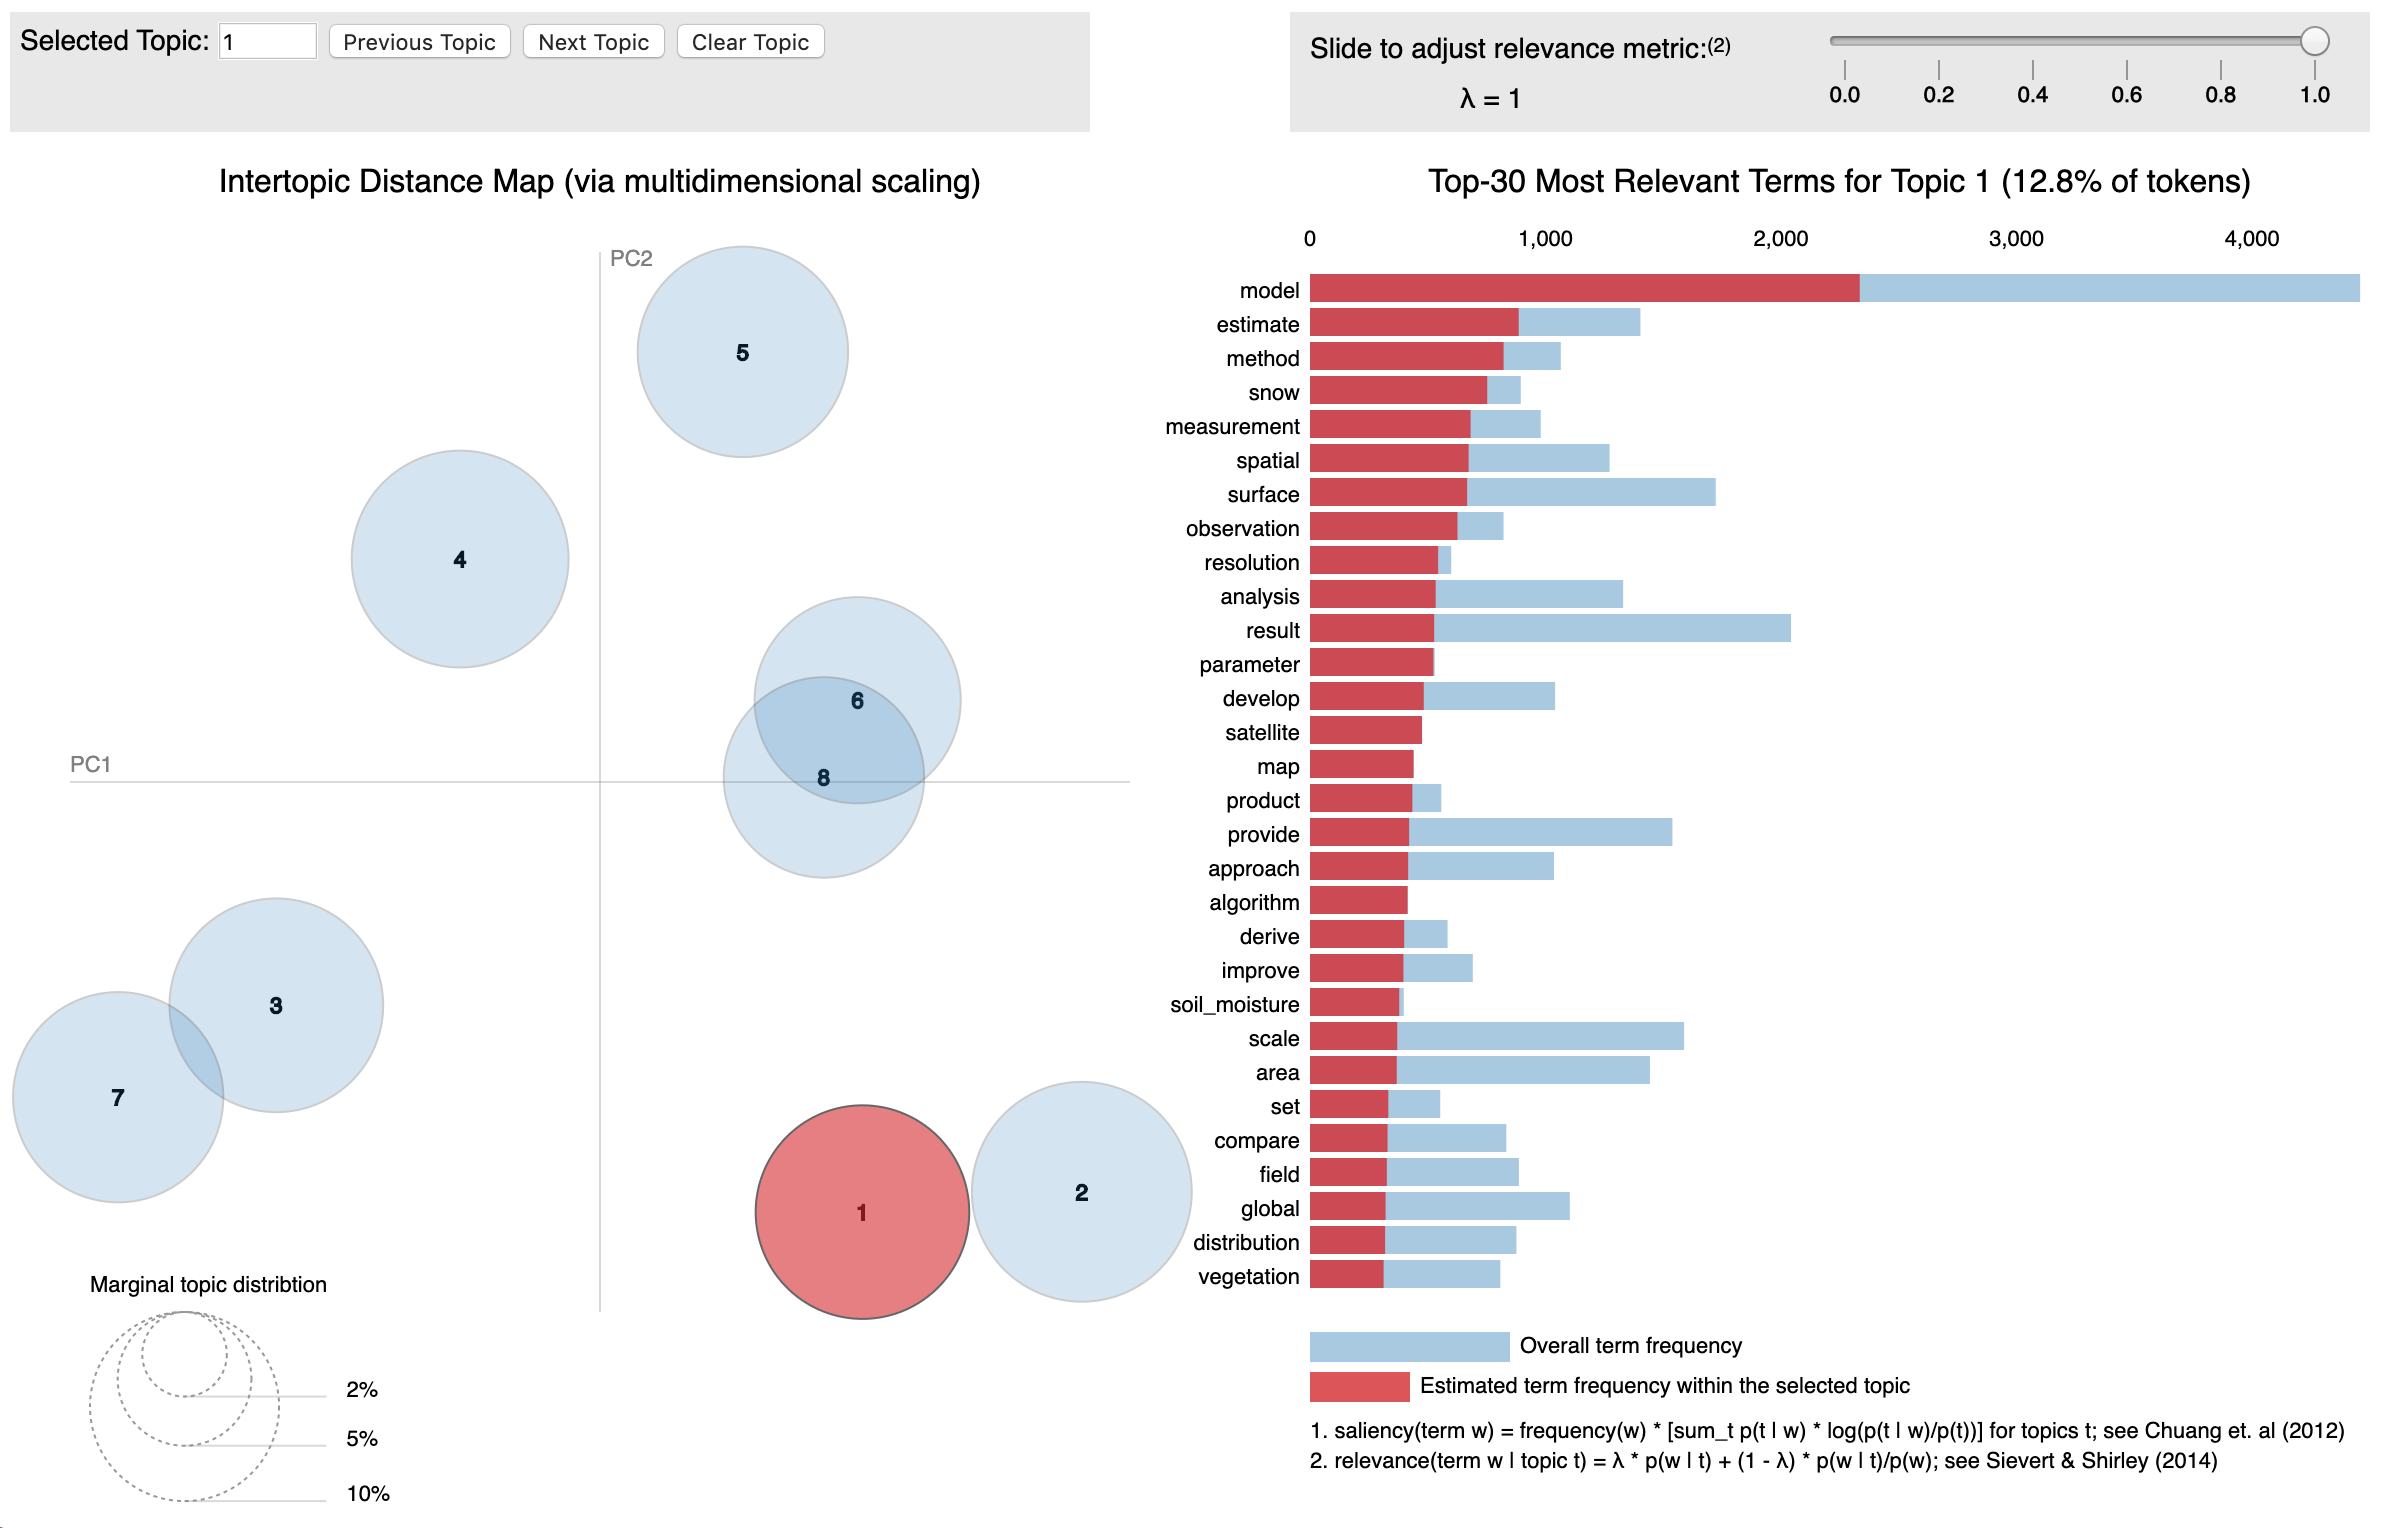 Selected Topic: 1 Previous Topic Next Topic Clear Topic
Slide to adjust relevance metric:(2)
λ = 1
0.0 0.2 0.4 0.6 0.8 1.0
Intertopic Distance Map (via multidimensional scaling)
PC2
PC1
5
4
6
8
3
7
1
2
Marginal topic distribtion
2%
5%
10%
Top-30 Most Relevant Terms for Topic 1 (12.8% of tokens)
0 1,000 2,000 3,000 4,000
model
estimate
method
snow
measurement
spatial
surface
observation
resolution
analysis
result
parameter
develop
satellite
map
product
provide
approach
algorithm
derive
improve
soil_moisture
scale
area
set
compare
field
global
distribution
vegetation
Overall term frequency
Estimated term frequency within the selected topic
1. saliency(term w) = frequency(w) * [sum_t p(t | w) * log(p(t | w)/p(t))] for topics t; see Chuang et. al (2012)
2. relevance(term w | topic t) = λ * p(w | t) + (1 - λ) * p(w | t)/p(w); see Sievert & Shirley (2014)